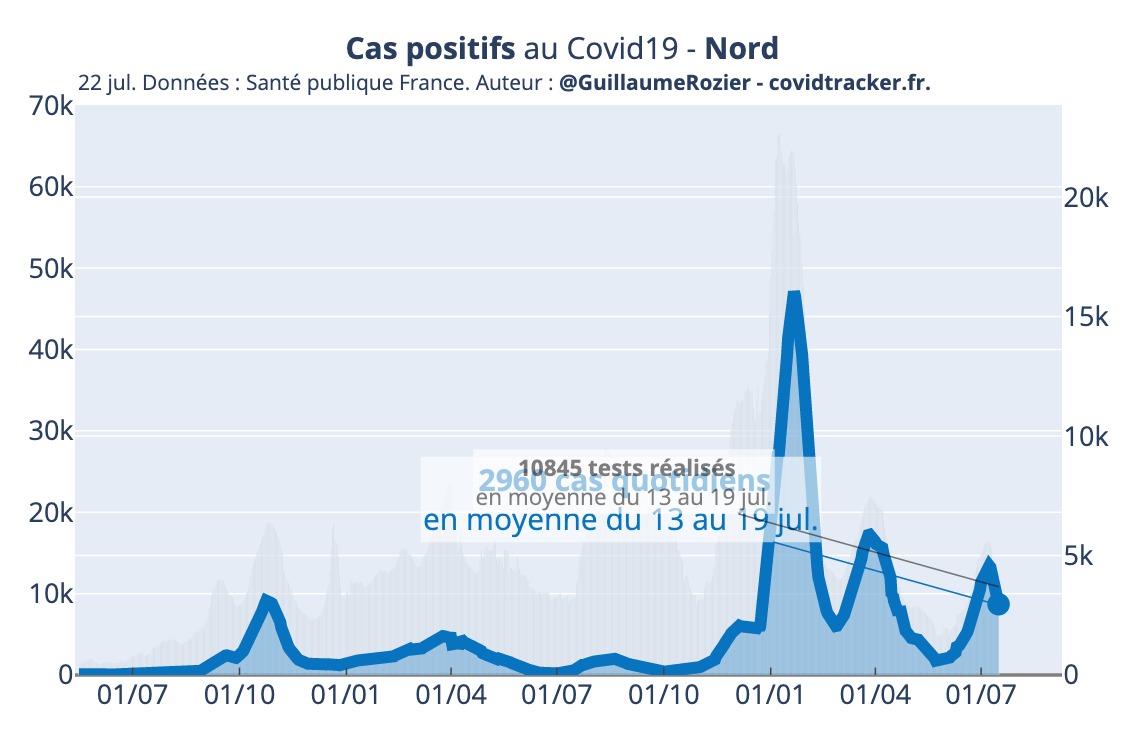 Cas positifs au Covid19 - Nord
22 jul. Données : Santé publique France. Auteur : @GuillaumeRozier - covidtracker.fr.
70k
60k
50k
40k
30k
20k
10k
0
20k
15k
10k
5k
0
10845 tests réalisés
en moyenne du 13 au 19 jul.
2960 cas quotidiens
en moyenne du 13 au 19 jul.
01/07 01/10 01/01 01/04 01/07 01/10 01/01 01/04 01/07